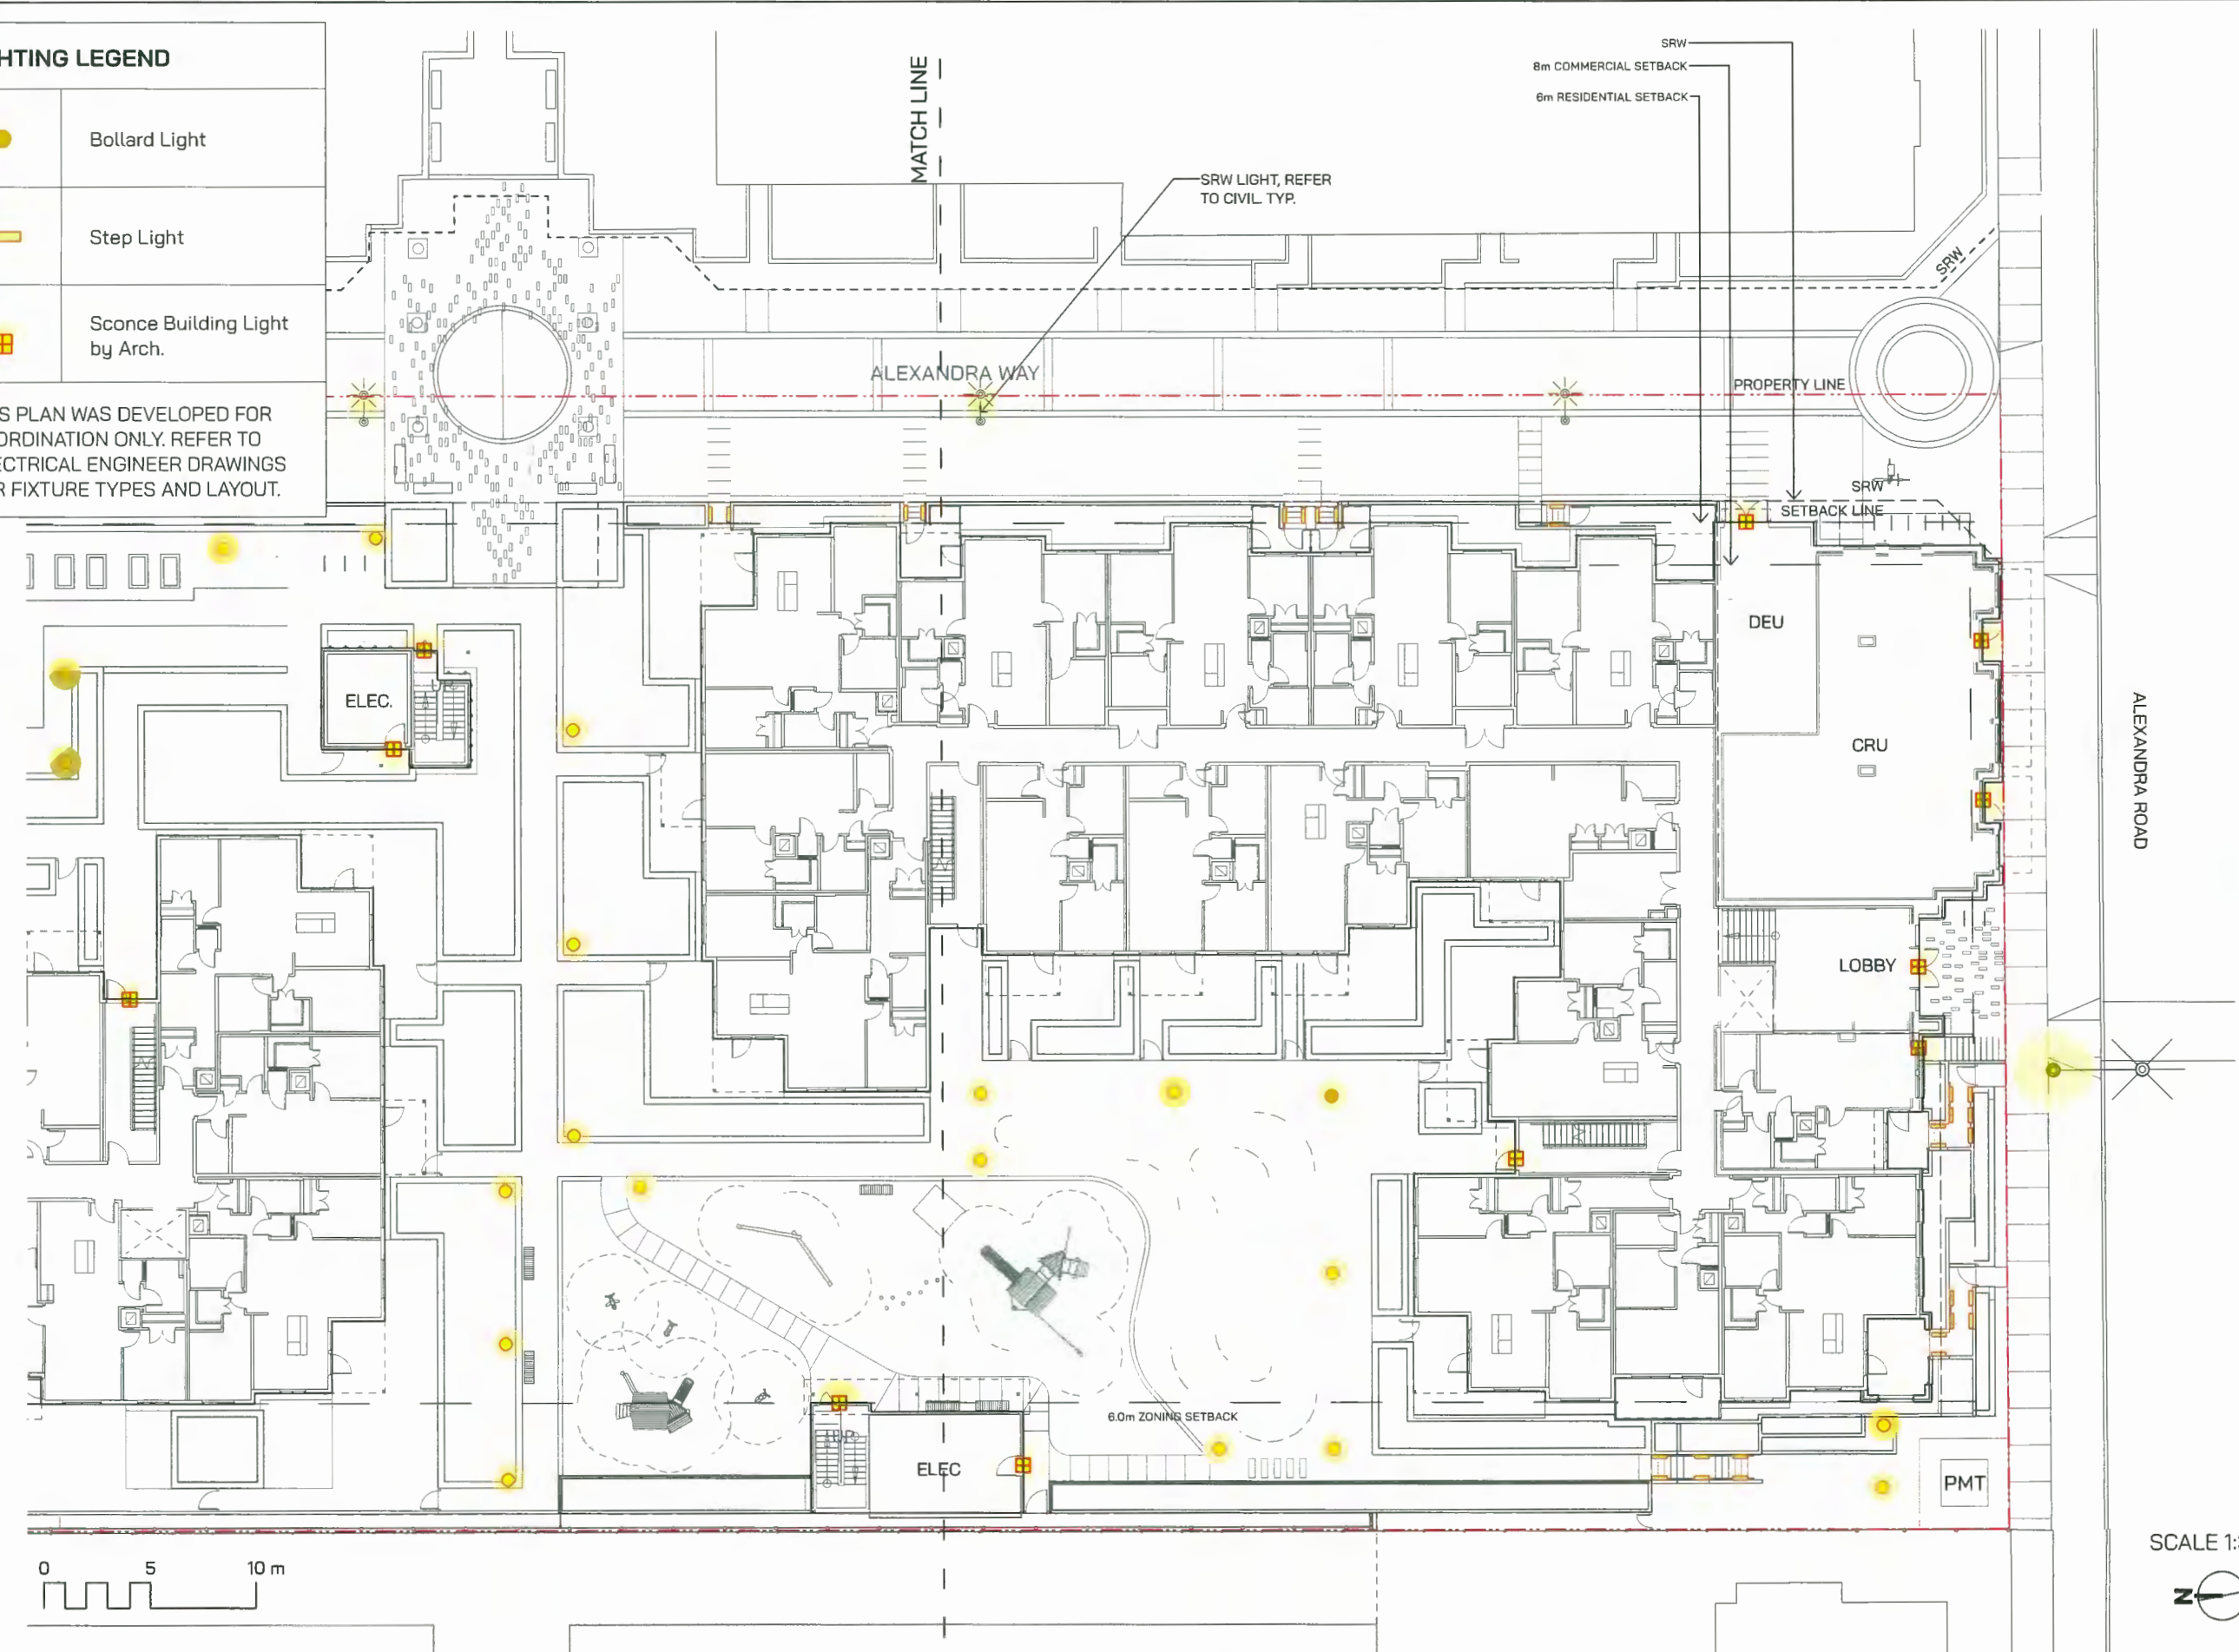 HTING LEGEND
Bollard Light
Step Light
Sconce Building Light
by Arch.
S PLAN WAS DEVELOPED FOR
ORDINATION ONLY. REFER TO
ECTRICAL ENGINEER DRAWINGS
R FIXTURE TYPES AND LAYOUT.
MATCH LINE
SRW LIGHT, REFER
TO CIVIL. TYP.
SRW
8m COMMERCIAL SETBACK
6m RESIDENTIAL SETBACK
SRW
ALEXANDRA WAY
PROPERTY LINE
SRW
SETBACK LINE
DEU
ELEC.
CRU
ALEXANDRA ROAD
LOBBY
6.0m ZONING SETBACK
UP
ELEC
PMT
0 5 10 m
SCALE 1:
N